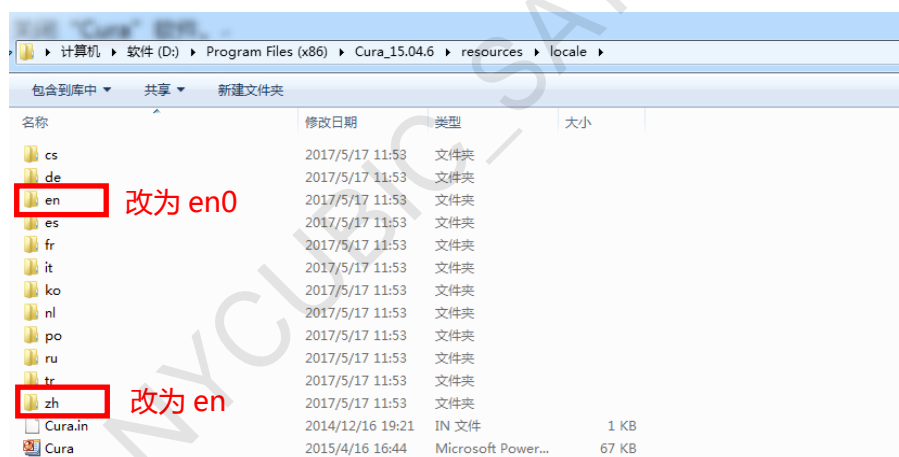 关闭 "Cura" 软件。
计算机 ▸ 软件 (D:) ▸ Program Files (x86) ▸ Cura_15.04.6 ▸ resources ▸ locale ▸
包含到库中 ▾ 共享 ▾ 新建文件夹
名称 修改日期 类型 大小
cs 2017/5/17 11:53 文件夹
de 2017/5/17 11:53 文件夹
en 改为 en0 2017/5/17 11:53 文件夹
es 2017/5/17 11:53 文件夹
fr 2017/5/17 11:53 文件夹
it 2017/5/17 11:53 文件夹
ko 2017/5/17 11:53 文件夹
nl 2017/5/17 11:53 文件夹
po 2017/5/17 11:53 文件夹
ru 2017/5/17 11:53 文件夹
tr 2017/5/17 11:53 文件夹
zh 改为 en 2017/5/17 11:53 文件夹
Cura.in 2014/12/16 19:21 IN 文件 1 KB
Cura 2015/4/16 16:44 Microsoft Power... 67 KB
NYCUBIC_SA